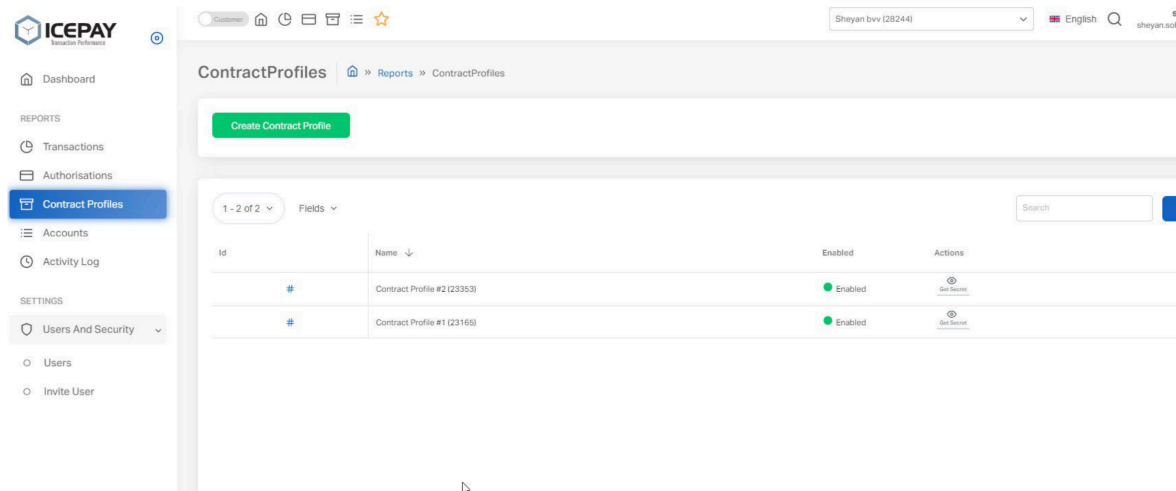 ICEPAY
Transaction Performance
Customer
Sheyan bvv (28244)
English
Dashboard
ContractProfiles
» Reports » ContractProfiles
REPORTS
Create Contract Profile
Transactions
Authorisations
Contract Profiles
1 - 2 of 2
Fields
Search
Accounts
Activity Log
Id
Name
Enabled
Actions
#
Contract Profile #2 (23353)
Enabled
Get Secret
#
Contract Profile #1 (23165)
Enabled
Get Secret
SETTINGS
Users And Security
Users
Invite User